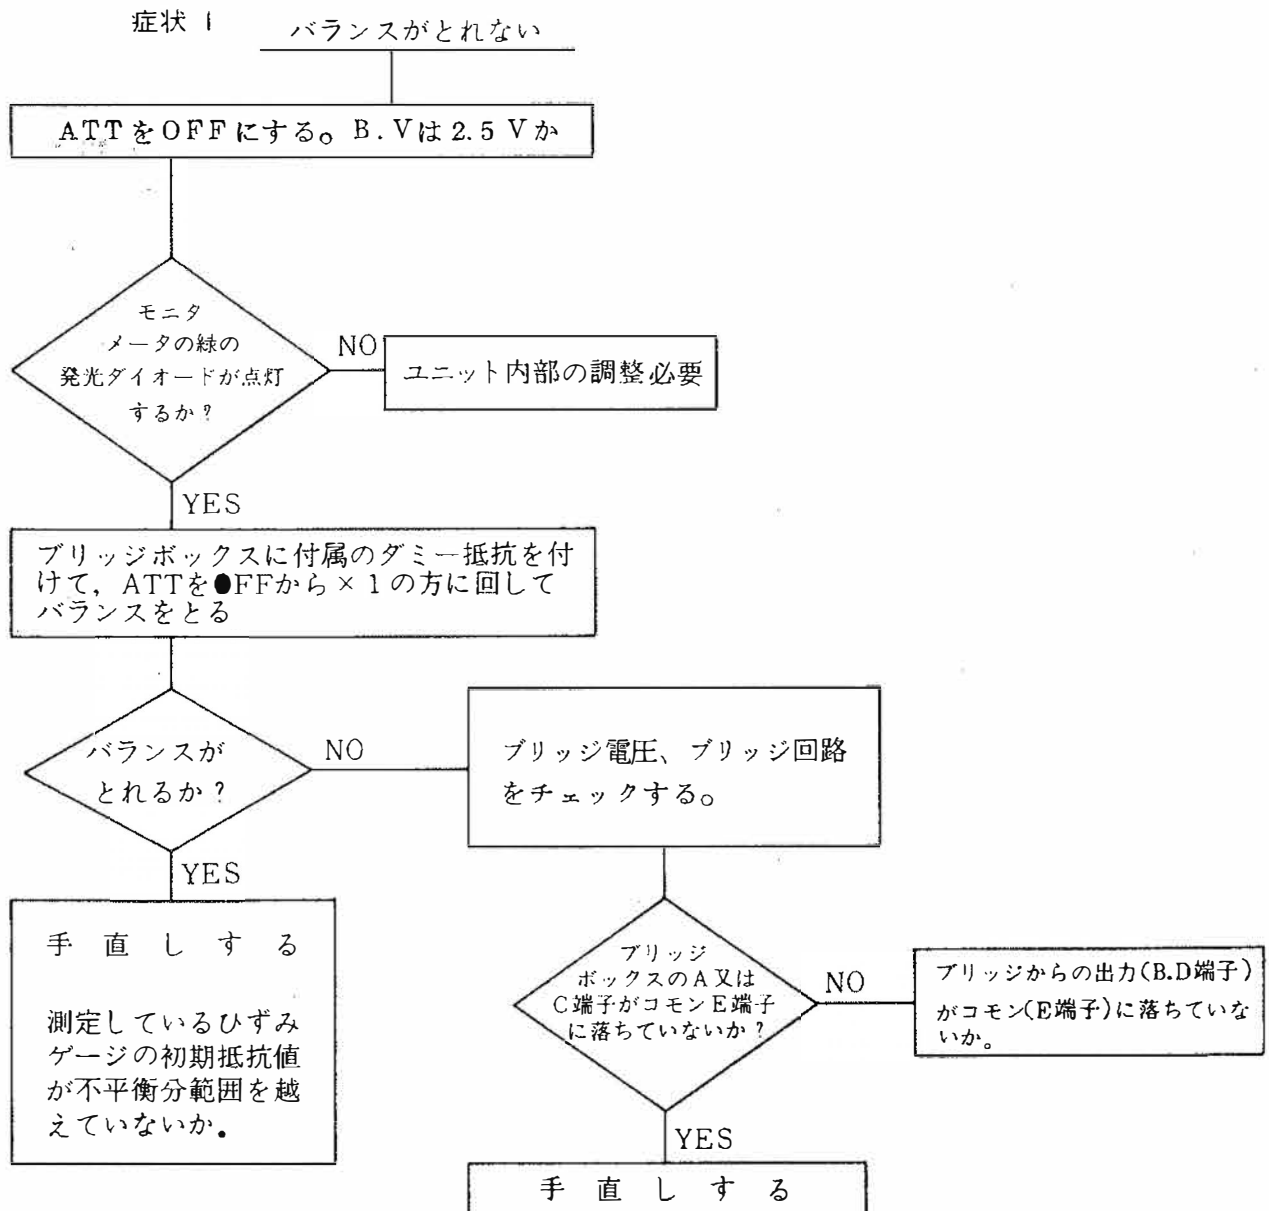 症状 1
バランスがとれない
ATTをOFFにする。B.Vは2.5Vか
モニタ
メータの緑の
発光ダイオードが点灯
するか?
NO
ユニット内部の調整必要
YES
ブリッジボックスに付属のダミー抵抗を付
けて，ATTを●FFから×1の方に回して
バランスをとる
バランスが
とれるか?
NO
ブリッジ電圧、ブリッジ回路
をチェックする。
YES
手直しする
測定しているひずみ
ゲージの初期抵抗値
が不平衡分範囲を越
えていないか.
ブリッジ
ボックスのA又は
C端子がコモンE端子
に落ちていないか?
NO
ブリッジからの出力(B.D端子)
がコモン(E端子)に落ちていな
いか。
YES
手直しする